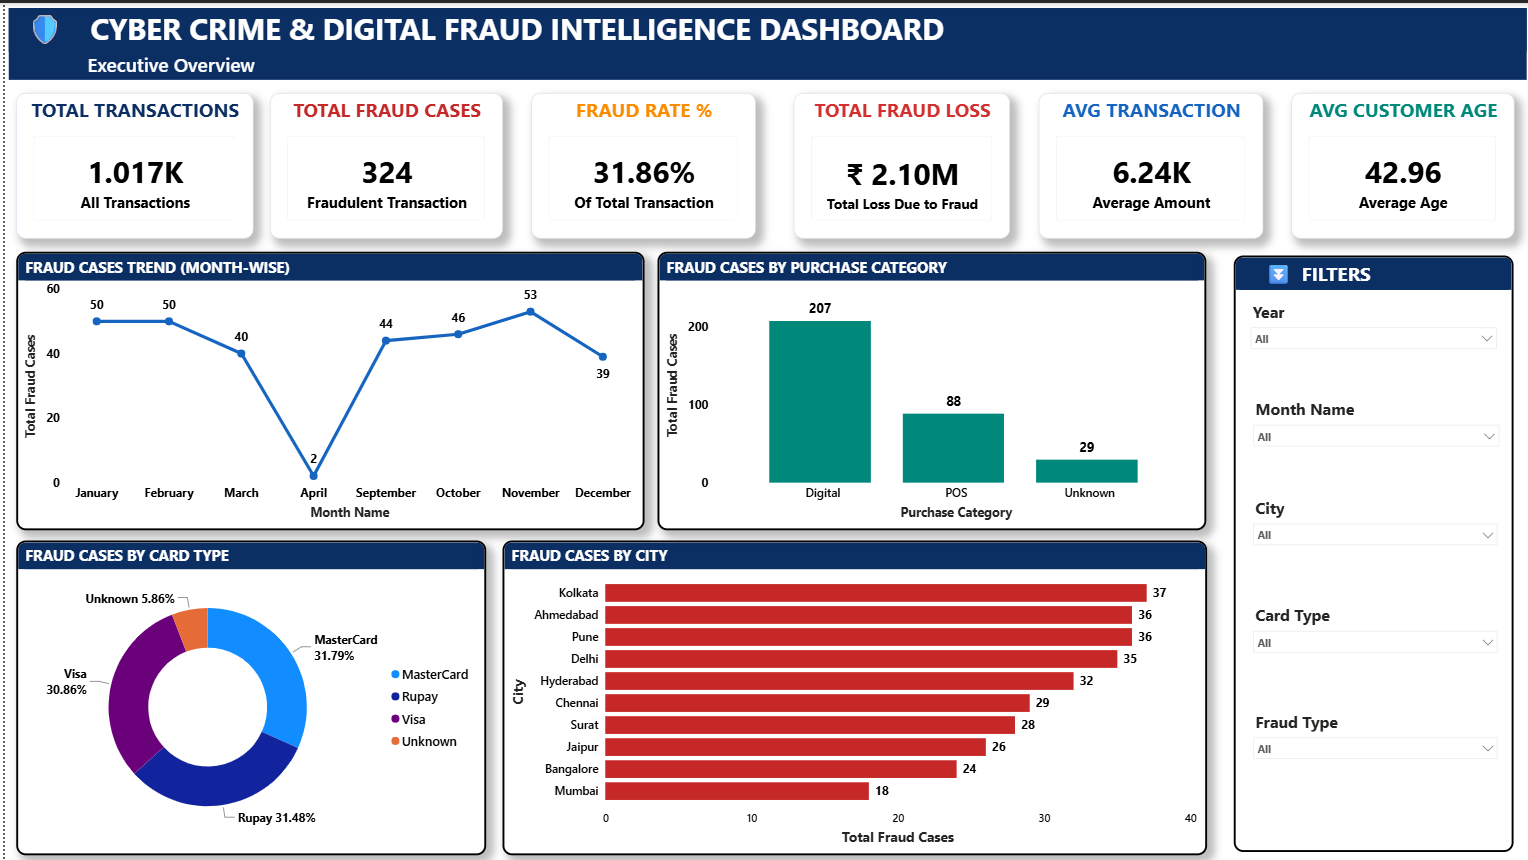 CYBER CRIME & DIGITAL FRAUD INTELLIGENCE DASHBOARD
Executive Overview
TOTAL TRANSACTIONS
1.017K
All Transactions
TOTAL FRAUD CASES
324
Fraudulent Transaction
FRAUD RATE %
31.86%
Of Total Transaction
TOTAL FRAUD LOSS
₹ 2.10M
Total Loss Due to Fraud
AVG TRANSACTION
6.24K
Average Amount
AVG CUSTOMER AGE
42.96
Average Age
FRAUD CASES TREND (MONTH-WISE)
Total Fraud Cases
60
40
20
0
50
50
40
2
44
46
53
39
January
February
March
April
September
October
November
December
Month Name
FRAUD CASES BY PURCHASE CATEGORY
Total Fraud Cases
200
100
0
207
88
29
Digital
POS
Unknown
Purchase Category
FRAUD CASES BY CARD TYPE
Unknown 5.86%
MasterCard
31.79%
Visa
30.86%
Rupay 31.48%
MasterCard
Rupay
Visa
Unknown
FRAUD CASES BY CITY
City
Kolkata 37
Ahmedabad 36
Pune 36
Delhi 35
Hyderabad 32
Chennai 29
Surat 28
Jaipur 26
Bangalore 24
Mumbai 18
0 10 20 30 40
Total Fraud Cases
FILTERS
Year
All
Month Name
All
City
All
Card Type
All
Fraud Type
All